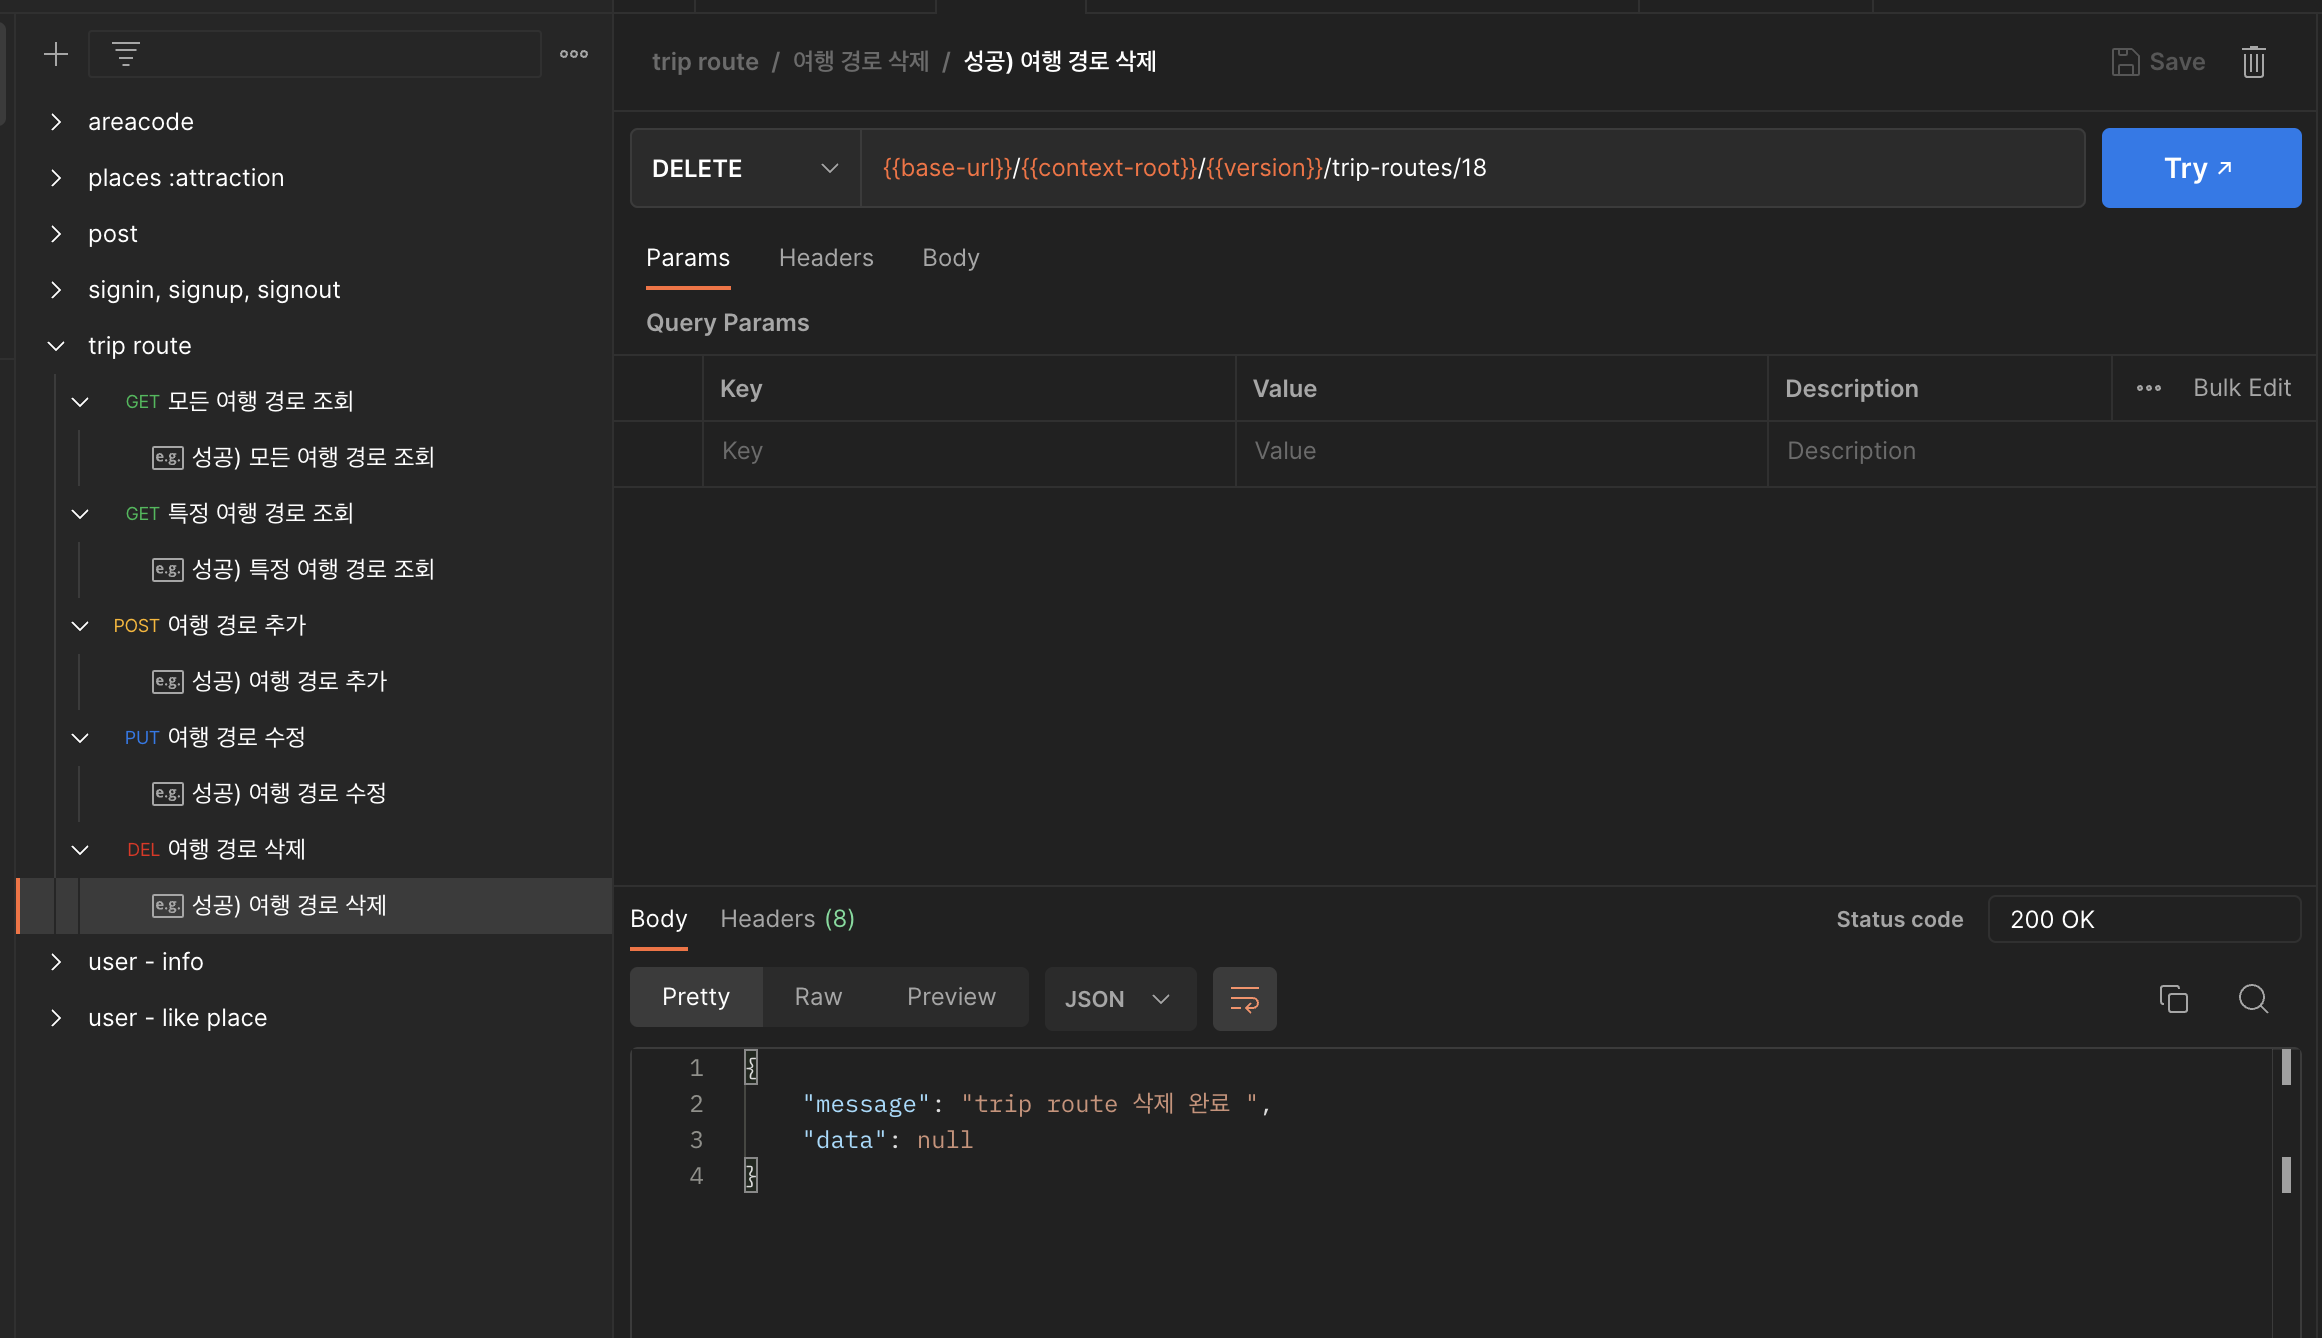 areacode
places :attraction
post
signin, signup, signout
trip route
GET 모든 여행 경로 조회
e.g. 성공) 모든 여행 경로 조회
GET 특정 여행 경로 조회
e.g. 성공) 특정 여행 경로 조회
POST 여행 경로 추가
e.g. 성공) 여행 경로 추가
PUT 여행 경로 수정
e.g. 성공) 여행 경로 수정
DEL 여행 경로 삭제
e.g. 성공) 여행 경로 삭제
user - info
user - like place
trip route / 여행 경로 삭제 / 성공) 여행 경로 삭제
Save
DELETE
{{base-url}}/{{context-root}}/{{version}}/trip-routes/18
Try ↗
Params Headers Body
Query Params
Key Value Description Bulk Edit
Key Value Description
Body Headers (8)
Status code 200 OK
Pretty Raw Preview JSON
1 {
2 "message": "trip route 삭제 완료 ",
3 "data": null
4 }